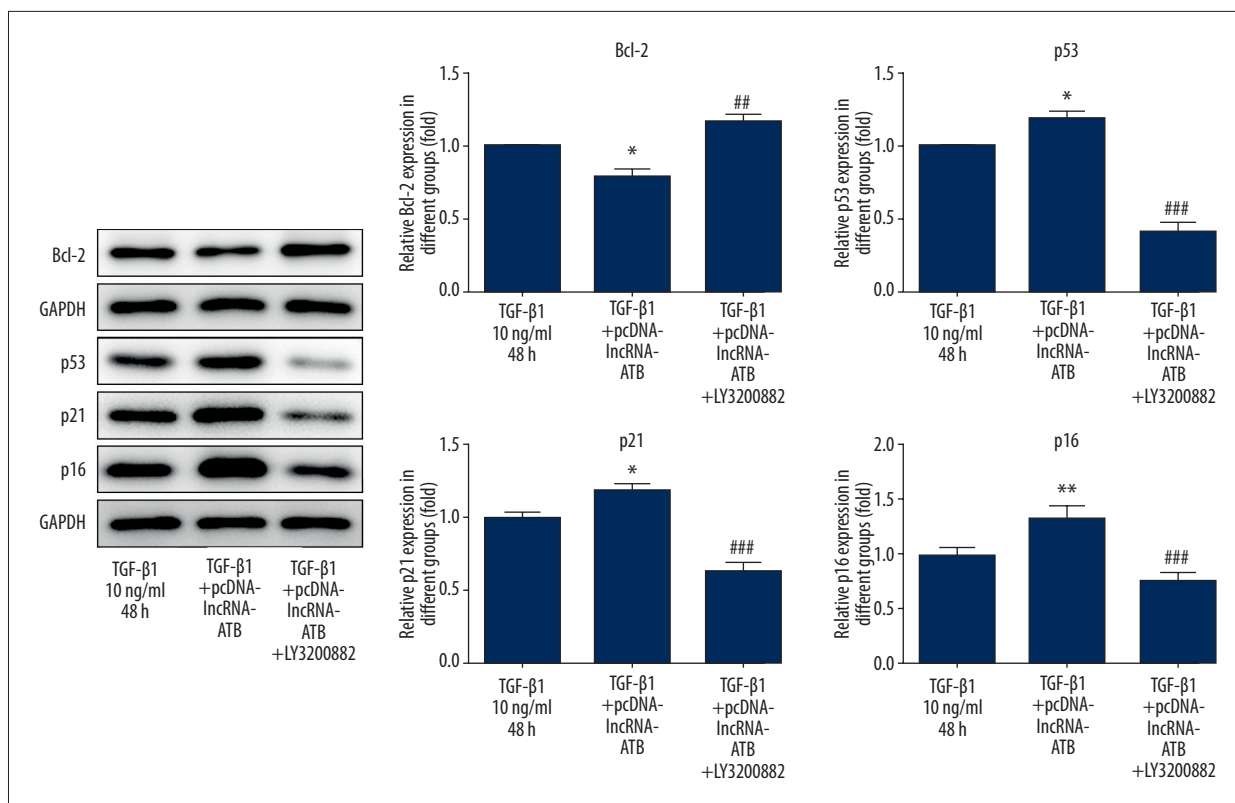 Bcl-2
GAPDH
p53
p21
p16
GAPDH
TGF-β1
10 ng/ml
48 h
TGF-β1
+pcDNA-
lncRNA-
ATB
TGF-β1
+pcDNA-
lncRNA-
ATB
+LY3200882
Bcl-2
Relative Bcl-2 expression in
different groups (fold)
1.5
1.0
0.5
0.0
*
##
TGF-β1
10 ng/ml
48 h
TGF-β1
+pcDNA-
lncRNA-
ATB
TGF-β1
+pcDNA-
lncRNA-
ATB
+LY3200882
p53
Relative p53 expression in
different groups (fold)
1.5
1.0
0.5
0.0
*
###
TGF-β1
10 ng/ml
48 h
TGF-β1
+pcDNA-
lncRNA-
ATB
TGF-β1
+pcDNA-
lncRNA-
ATB
+LY3200882
p21
Relative p21 expression in
different groups (fold)
1.5
1.0
0.5
0.0
*
###
TGF-β1
10 ng/ml
48 h
TGF-β1
+pcDNA-
lncRNA-
ATB
TGF-β1
+pcDNA-
lncRNA-
ATB
+LY3200882
p16
Relative p16 expression in
different groups (fold)
2.0
1.5
1.0
0.5
0.0
**
###
TGF-β1
10 ng/ml
48 h
TGF-β1
+pcDNA-
lncRNA-
ATB
TGF-β1
+pcDNA-
lncRNA-
ATB
+LY3200882